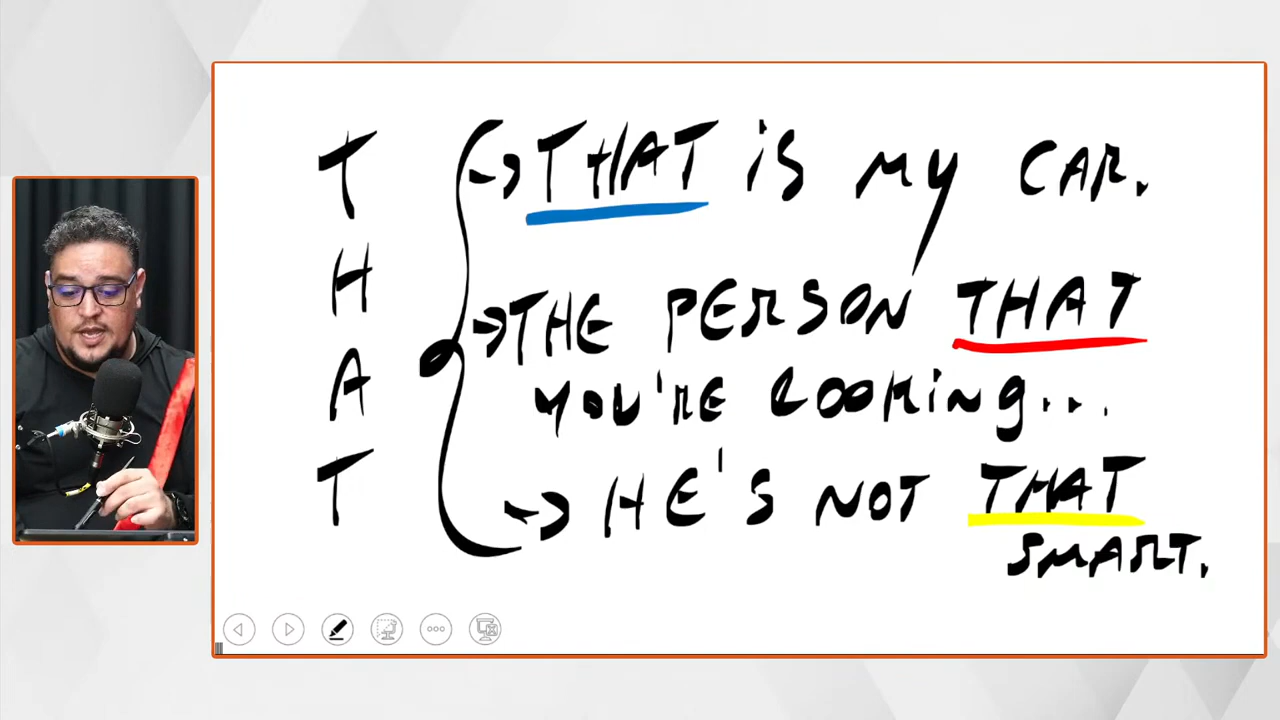 T
H
A
T
→ THAT is MY CAR.
→ THE PERSON THAT
YOU'RE LOOKiNg...
→ HE'S NOT THAT
SMART.